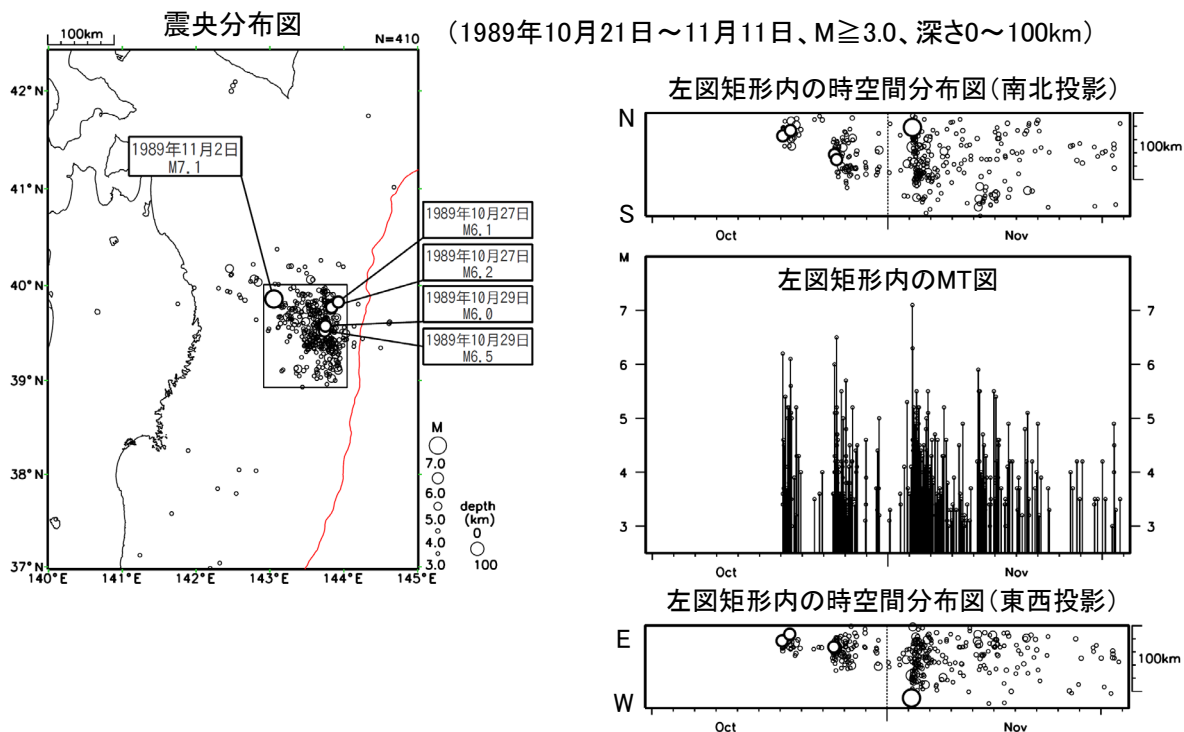 震央分布図
（1989年10月21日～11月11日、M≧3.0、深さ0～100km）
100km
N=410
42°N
41°N
40°N
39°N
38°N
37°N
140°E
141°E
142°E
143°E
144°E
145°E
1989年11月2日
M7.1
1989年10月27日
M6.1
1989年10月27日
M6.2
1989年10月29日
M6.0
1989年10月29日
M6.5
M
7.0
6.0
5.0
4.0
3.0
depth
(km)
0
100
左図矩形内の時空間分布図（南北投影）
N
S
100km
Oct
Nov
M
左図矩形内のMT図
7
6
5
4
3
7
6
5
4
3
Oct
Nov
左図矩形内の時空間分布図（東西投影）
E
W
100km
Oct
Nov